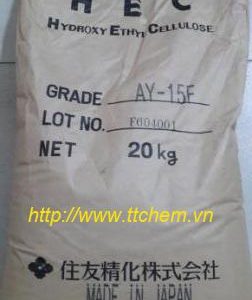 H E C
HYDROXY ETHYL CELLULOSE
GRADE AY-15F
LOT NO. F604001
NET 20kg
http://www.ttchem.vn
住友精化株式会社
MADE IN JAPAN